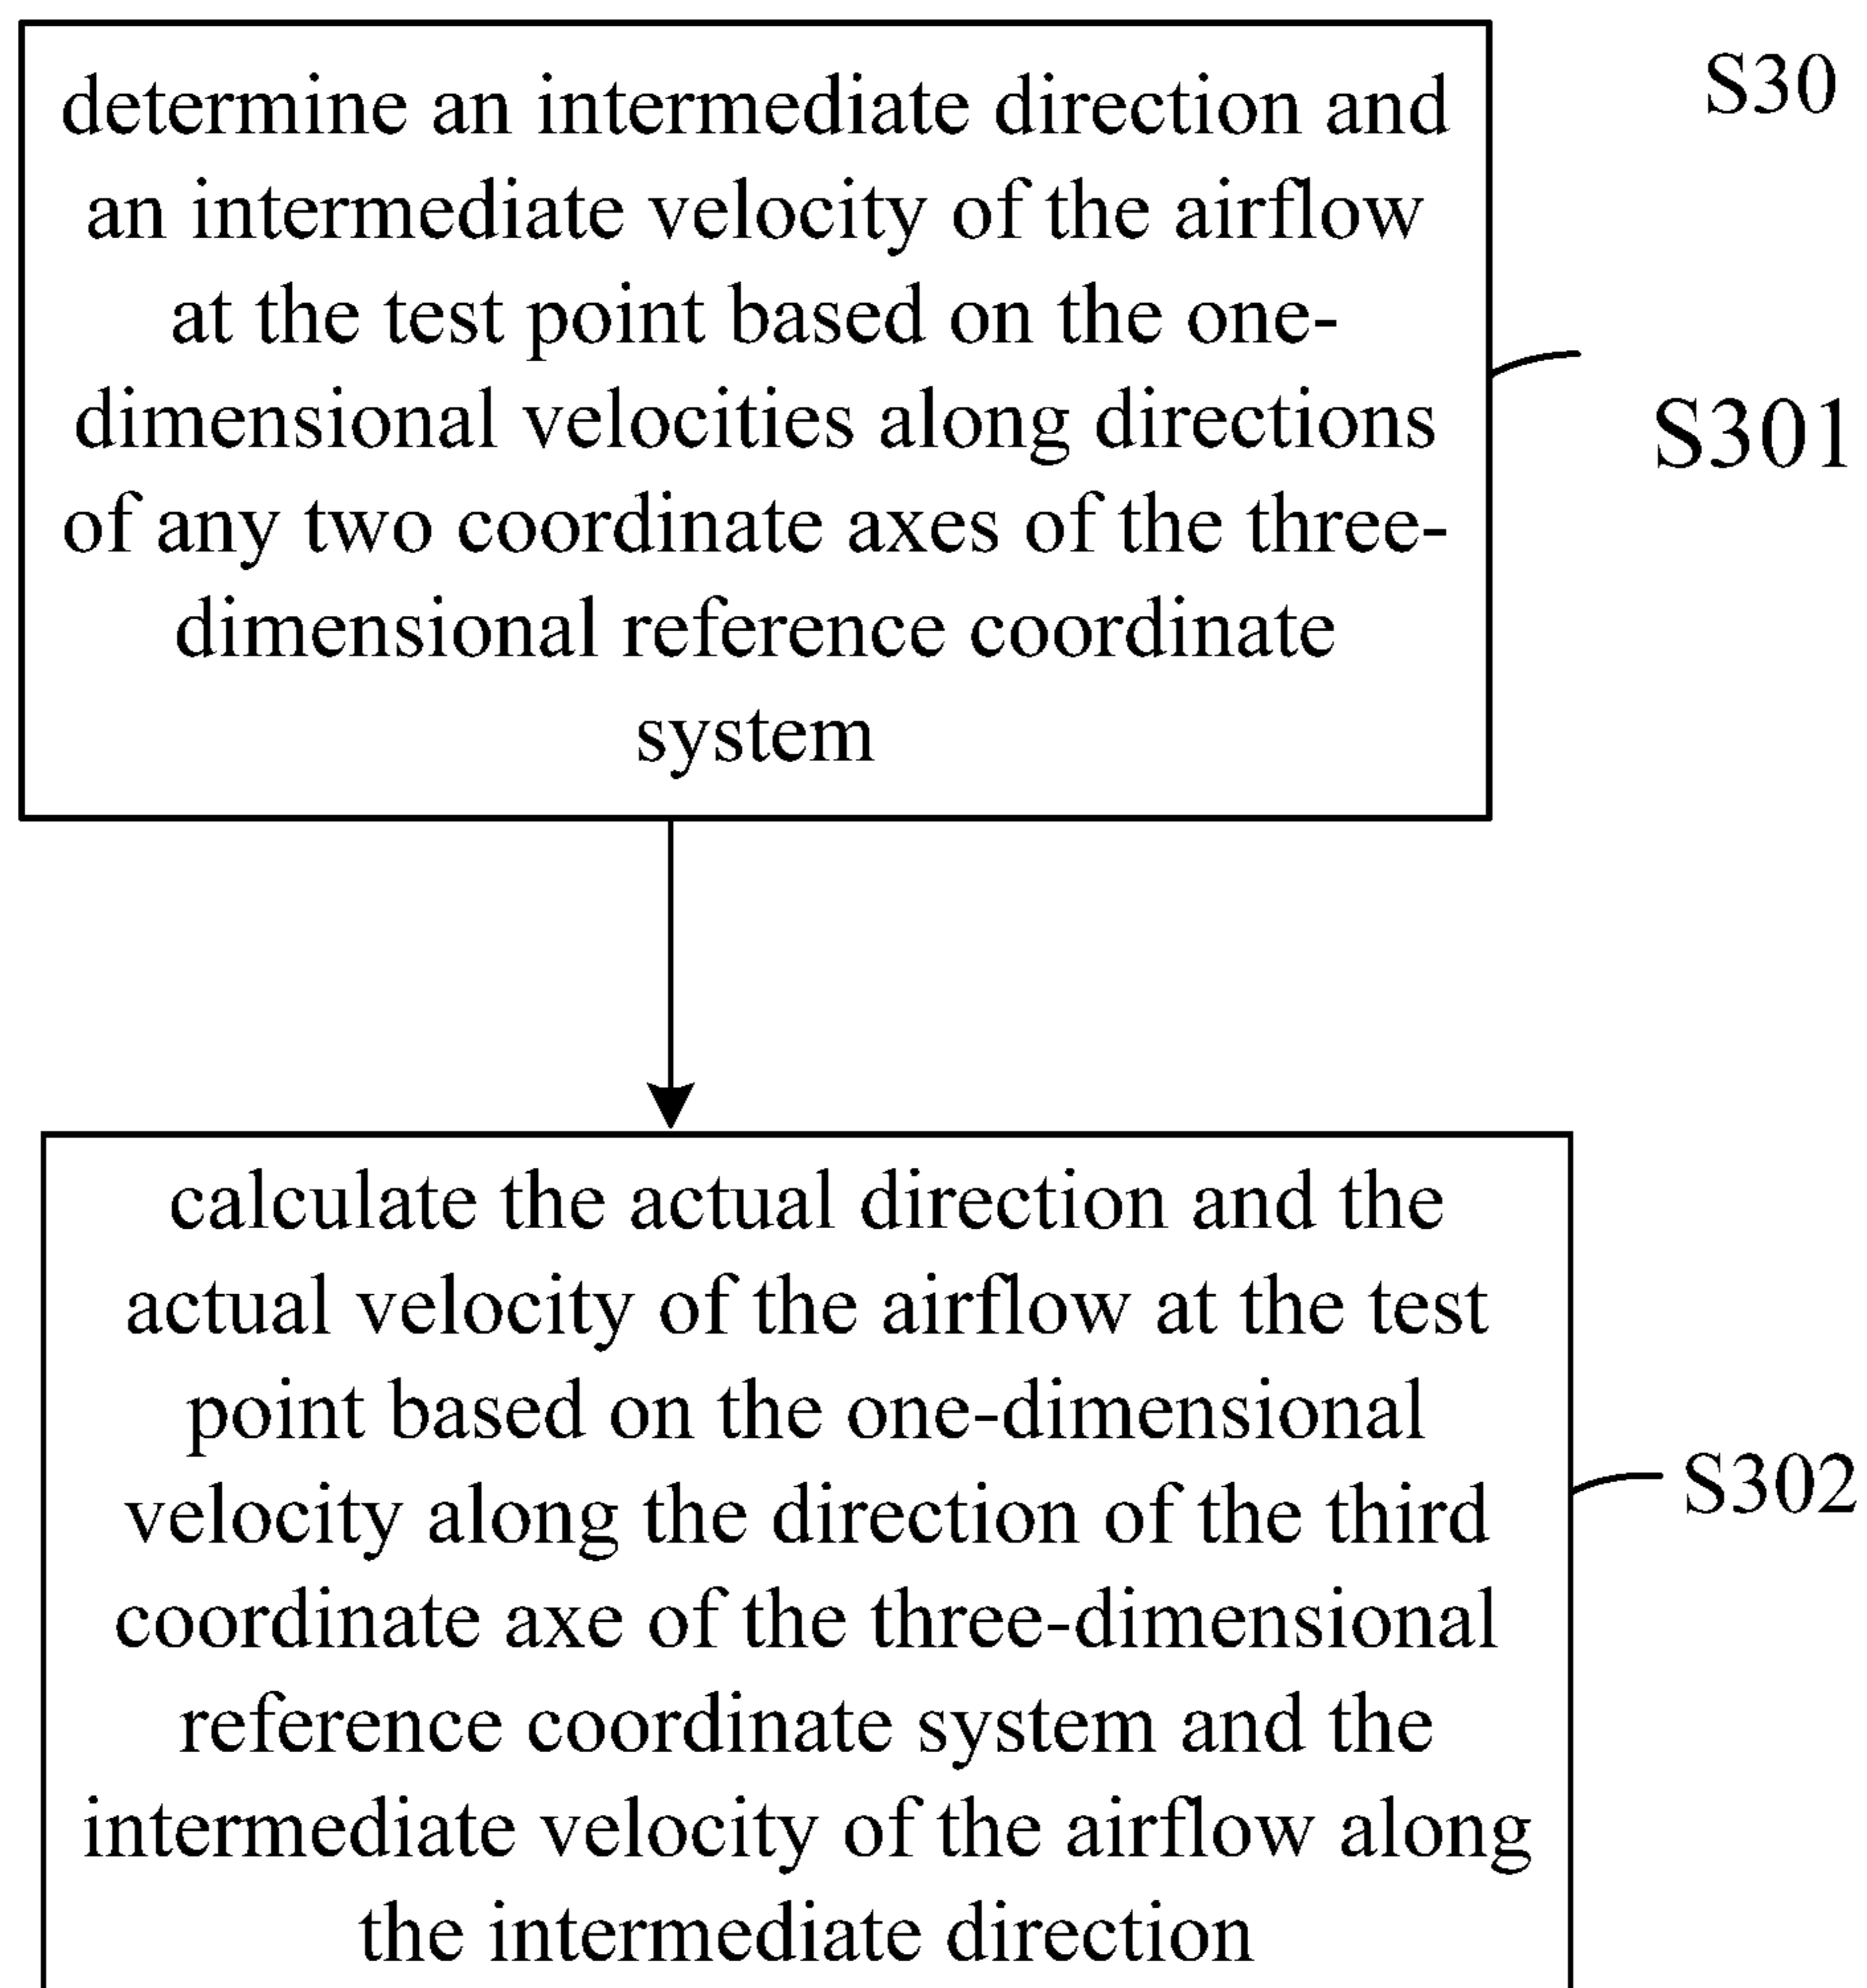 S30
determine an intermediate direction and
an intermediate velocity of the airflow
at the test point based on the one-
dimensional velocities along directions
of any two coordinate axes of the three-
dimensional reference coordinate
system
S301
calculate the actual direction and the
actual velocity of the airflow at the test
point based on the one-dimensional
velocity along the direction of the third
coordinate axe of the three-dimensional
reference coordinate system and the
intermediate velocity of the airflow along
the intermediate direction
S302